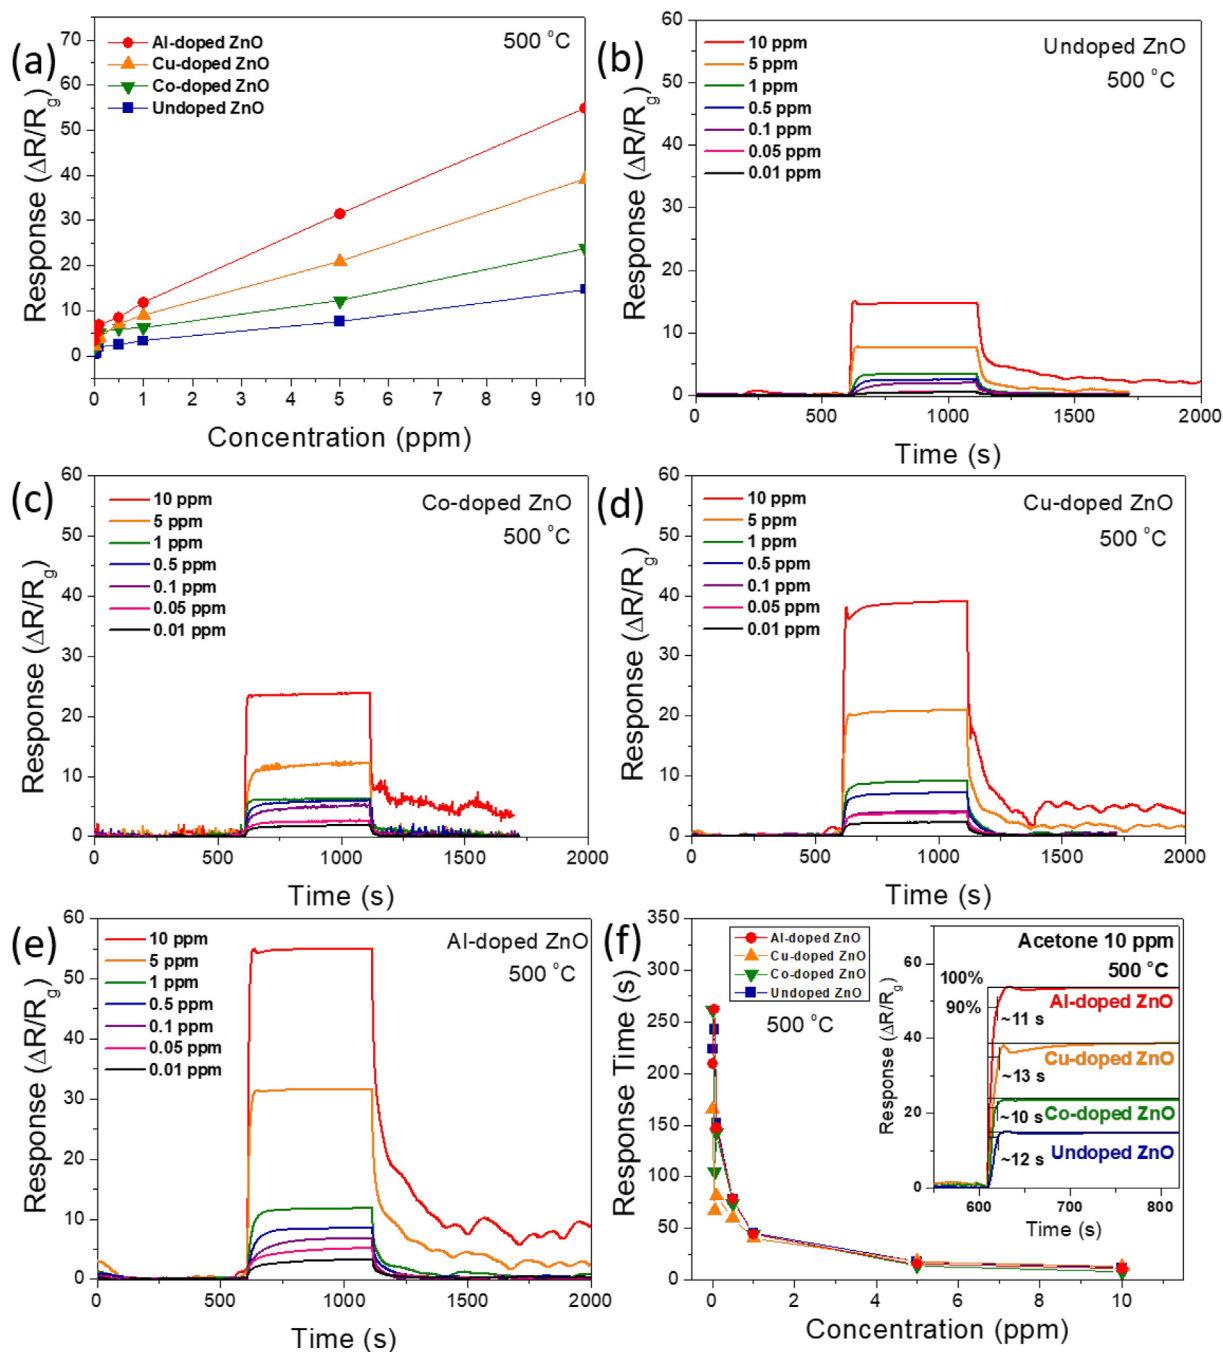 (a)
75
70
60
50
40
30
20
10
0
Response (ΔR/Rg)
Al-doped ZnO
Cu-doped ZnO
Co-doped ZnO
Undoped ZnO
500 °C
0 1 2 3 4 5 6 7 8 9 10
Concentration (ppm)
(b)
60
50
40
30
20
10
0
Response (ΔR/Rg)
10 ppm
5 ppm
1 ppm
0.5 ppm
0.1 ppm
0.05 ppm
0.01 ppm
Undoped ZnO
500 °C
0 500 1000 1500 2000
Time (s)
(c)
60
50
40
30
20
10
0
Response (ΔR/Rg)
10 ppm
5 ppm
1 ppm
0.5 ppm
0.1 ppm
0.05 ppm
0.01 ppm
Co-doped ZnO
500 °C
0 500 1000 1500 2000
Time (s)
(d)
60
50
40
30
20
10
0
Response (ΔR/Rg)
10 ppm
5 ppm
1 ppm
0.5 ppm
0.1 ppm
0.05 ppm
0.01 ppm
Cu-doped ZnO
500 °C
0 500 1000 1500 2000
Time (s)
(e)
60
50
40
30
20
10
0
Response (ΔR/Rg)
10 ppm
5 ppm
1 ppm
0.5 ppm
0.1 ppm
0.05 ppm
0.01 ppm
Al-doped ZnO
500 °C
0 500 1000 1500 2000
Time (s)
(f)
350
300
250
200
150
100
50
0
Response Time (s)
Al-doped ZnO
Cu-doped ZnO
Co-doped ZnO
Undoped ZnO
500 °C
0 2 4 6 8 10
Concentration (ppm)
60
40
20
0
Response (ΔR/Rg)
Acetone 10 ppm
500 °C
100%
90%
Al-doped ZnO
~11 s
Cu-doped ZnO
~13 s
Co-doped ZnO
~10 s
Undoped ZnO
~12 s
600 700 800
Time (s)